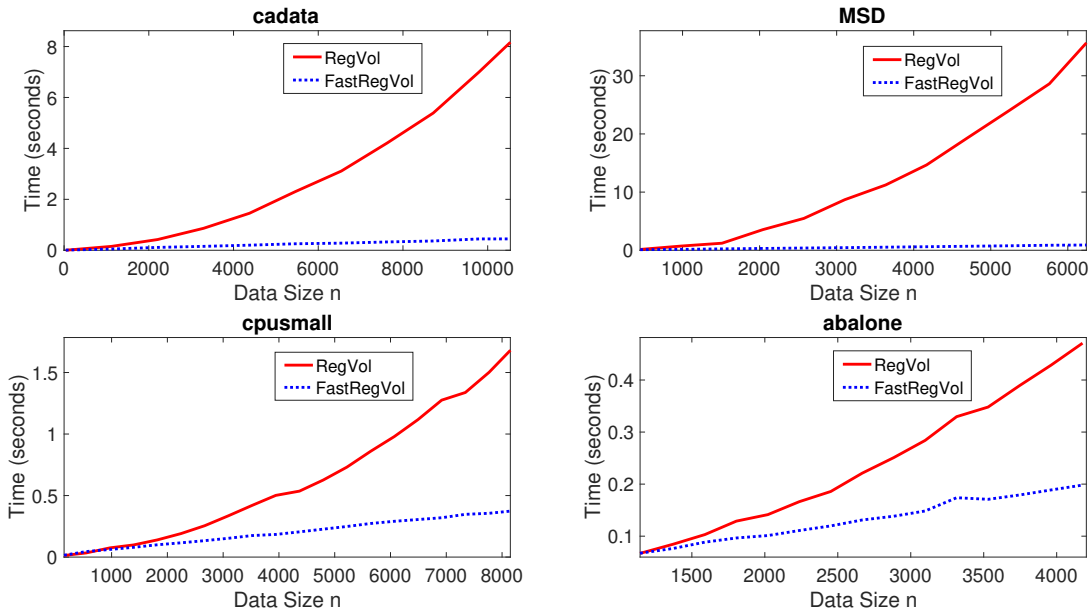 cadata
Time (seconds)
8
6
4
2
0
RegVol
FastRegVol
0 2000 4000 6000 8000 10000
Data Size n
MSD
Time (seconds)
30
20
10
0
RegVol
FastRegVol
1000 2000 3000 4000 5000 6000
Data Size n
cpusmall
Time (seconds)
1.5
1
0.5
0
RegVol
FastRegVol
1000 2000 3000 4000 5000 6000 7000 8000
Data Size n
abalone
Time (seconds)
0.4
0.3
0.2
0.1
RegVol
FastRegVol
1500 2000 2500 3000 3500 4000
Data Size n